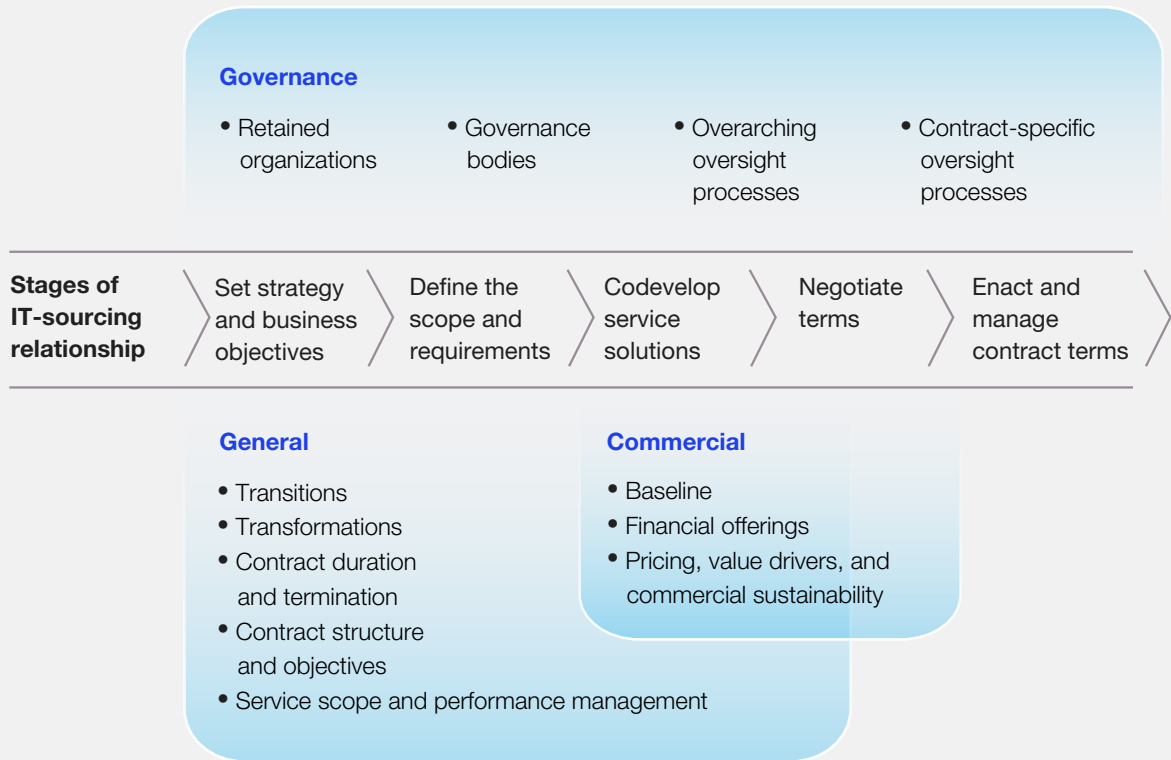 Governance
• Retained
organizations
• Governance
bodies
• Overarching
oversight
processes
• Contract-specific
oversight
processes
Stages of
IT-sourcing
relationship
Set strategy
and business
objectives
Define the
scope and
requirements
Codevelop
service
solutions
Negotiate
terms
Enact and
manage
contract terms
General
• Transitions
• Transformations
• Contract duration
and termination
• Contract structure
and objectives
• Service scope and performance management
Commercial
• Baseline
• Financial offerings
• Pricing, value drivers, and
commercial sustainability